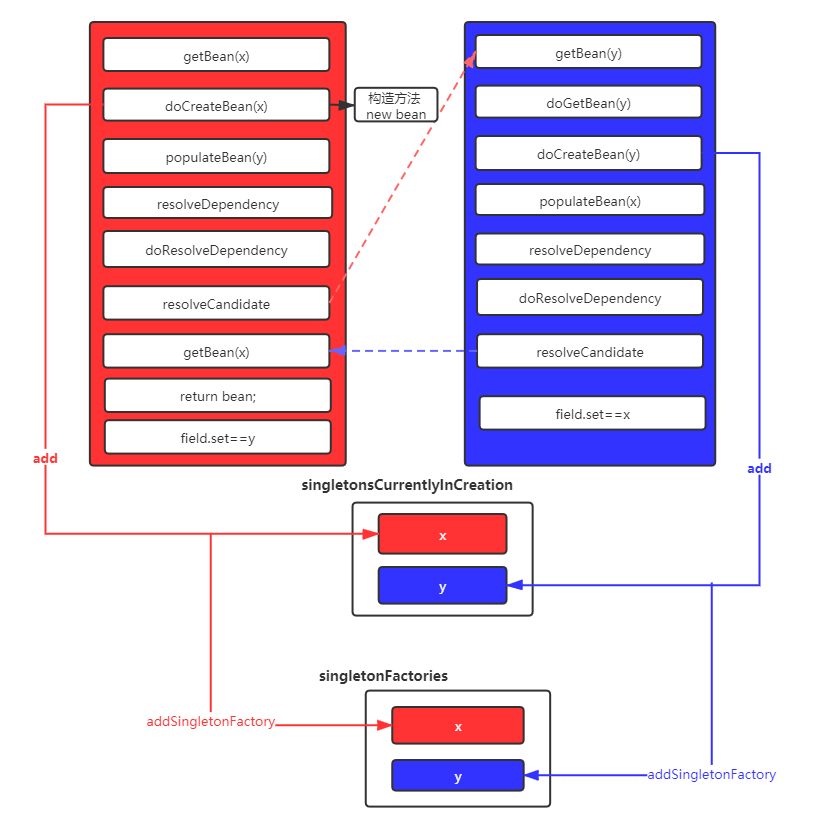 getBean(x)
doCreateBean(x)
构造方法
new bean
populateBean(y)
resolveDependency
doResolveDependency
resolveCandidate
getBean(x)
return bean;
field.set==y
getBean(y)
doGetBean(y)
doCreateBean(y)
populateBean(x)
resolveDependency
doResolveDependency
resolveCandidate
field.set==x
add
add
singletonsCurrentlyInCreation
x
y
singletonFactories
addSingletonFactory
x
y
addSingletonFactory